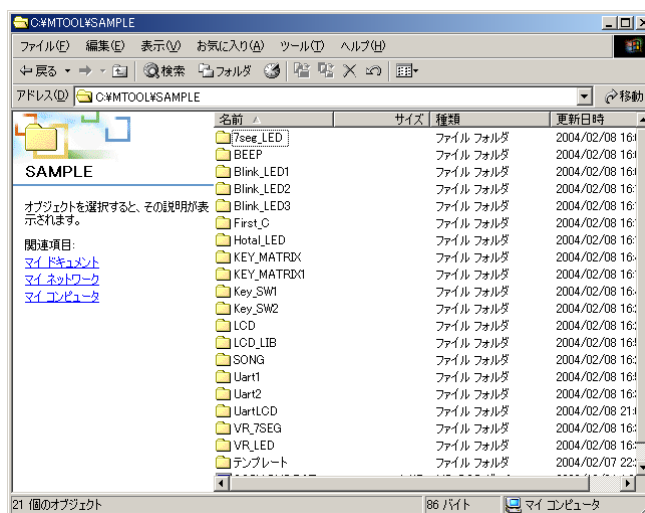 C:¥MTOOL¥SAMPLE
ファイル(F) 編集(E) 表示(V) お気に入り(A) ツール(T) ヘルプ(H)
戻る 検索 フォルダ
アドレス(D) C:¥MTOOL¥SAMPLE 移動
SAMPLE
オブジェクトを選択すると、その説明が表
示されます。
関連項目:
マイ ドキュメント
マイ ネットワーク
マイ コンピュータ
名前 サイズ 種類 更新日時
7seg_LED ファイル フォルダ 2004/02/08
BEEP ファイル フォルダ 2004/02/08
Blink_LED1 ファイル フォルダ 2004/02/08
Blink_LED2 ファイル フォルダ 2004/02/08
Blink_LED3 ファイル フォルダ 2004/02/08
First_C ファイル フォルダ 2004/02/08
Hotal_LED ファイル フォルダ 2004/02/08
KEY_MATRIX ファイル フォルダ 2004/02/08
KEY_MATRIX1 ファイル フォルダ 2004/02/08
Key_SW1 ファイル フォルダ 2004/02/08
Key_SW2 ファイル フォルダ 2004/02/08
LCD ファイル フォルダ 2004/02/08
LCD_LIB ファイル フォルダ 2004/02/08
SONG ファイル フォルダ 2004/02/08
Uart1 ファイル フォルダ 2004/02/08
Uart2 ファイル フォルダ 2004/02/08
UartLCD ファイル フォルダ 2004/02/08
VR_7SEG ファイル フォルダ 2004/02/08
VR_LED ファイル フォルダ 2004/02/08
テンプレート ファイル フォルダ 2004/02/07
21 個のオブジェクト 86 バイト マイ コンピュータ